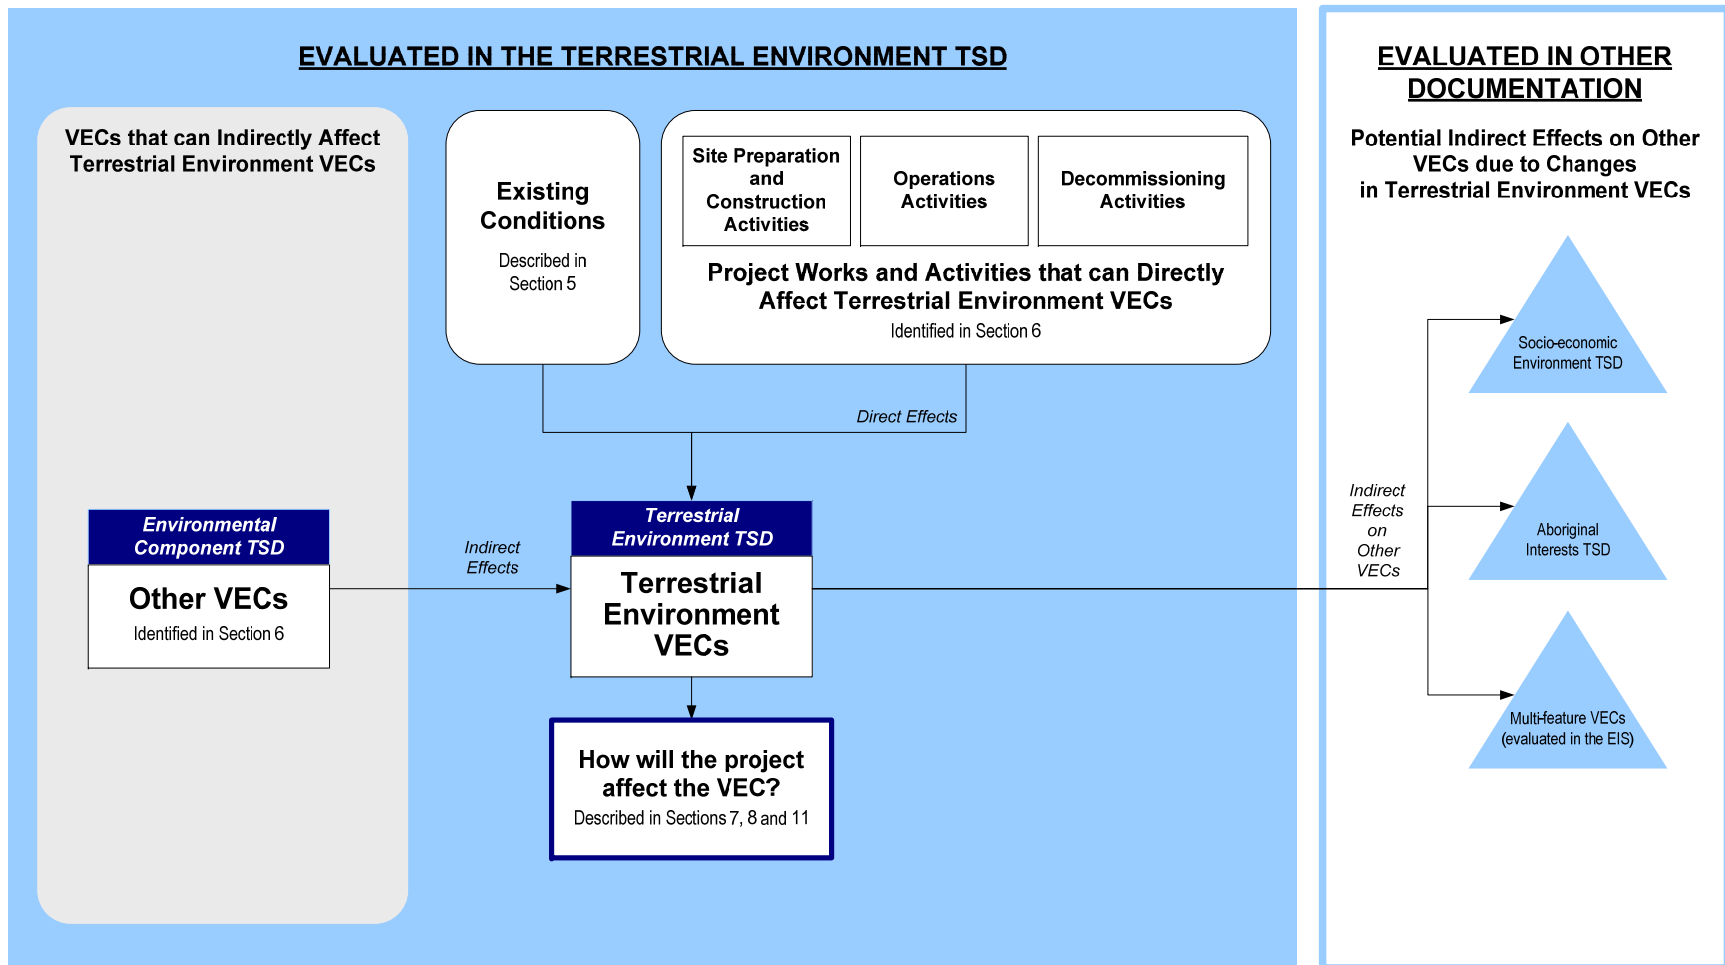 EVALUATED IN THE TERRESTRIAL ENVIRONMENT TSD
VECs that can Indirectly Affect
Terrestrial Environment VECs
Existing
Conditions
Described in
Section 5
Site Preparation
and
Construction
Activities
Operations
Activities
Decommissioning
Activities
Project Works and Activities that can Directly
Affect Terrestrial Environment VECs
Identified in Section 6
Direct Effects
Environmental
Component TSD
Other VECs
Identified in Section 6
Indirect
Effects
Terrestrial
Environment TSD
Terrestrial
Environment
VECs
How will the project
affect the VEC?
Described in Sections 7, 8 and 11
EVALUATED IN OTHER
DOCUMENTATION
Potential Indirect Effects on Other
VECs due to Changes
in Terrestrial Environment VECs
Indirect
Effects
on
Other
VECs
Socio-economic
Environment TSD
Aboriginal
Interests TSD
Multi-feature VECs
(evaluated in the EIS)